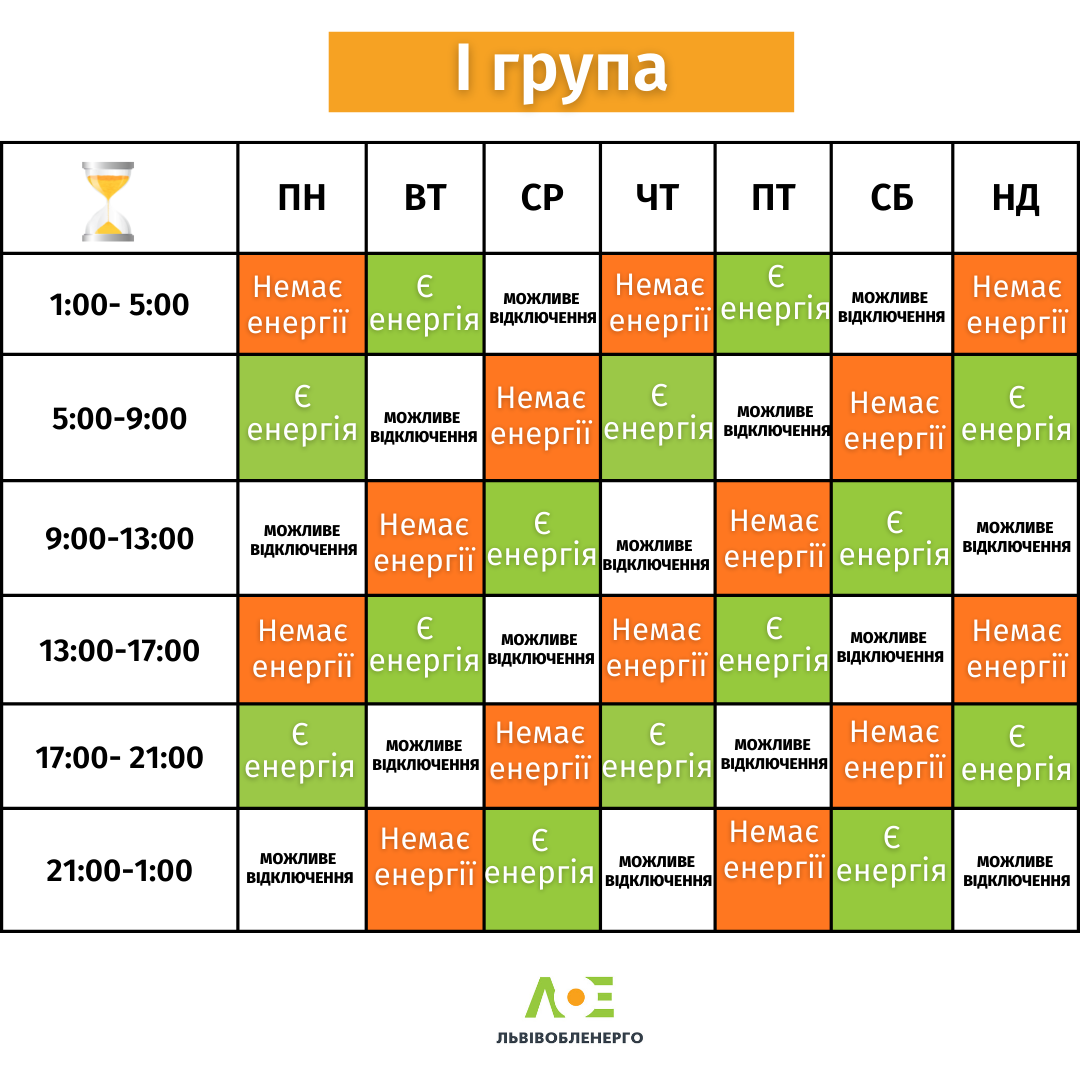 І група
ПН ВТ СР ЧТ ПТ СБ НД
1:00- 5:00
Немає
енергії
Є
енергія
МОЖЛИВЕ
ВІДКЛЮЧЕННЯ
Немає
енергії
Є
енергія
МОЖЛИВЕ
ВІДКЛЮЧЕННЯ
Немає
енергії
5:00-9:00
Є
енергія
МОЖЛИВЕ
ВІДКЛЮЧЕННЯ
Немає
енергії
Є
енергія
МОЖЛИВЕ
ВІДКЛЮЧЕННЯ
Немає
енергії
Є
енергія
9:00-13:00
МОЖЛИВЕ
ВІДКЛЮЧЕННЯ
Немає
енергії
Є
енергія
МОЖЛИВЕ
ВІДКЛЮЧЕННЯ
Немає
енергії
Є
енергія
МОЖЛИВЕ
ВІДКЛЮЧЕННЯ
13:00-17:00
Немає
енергії
Є
енергія
МОЖЛИВЕ
ВІДКЛЮЧЕННЯ
Немає
енергії
Є
енергія
МОЖЛИВЕ
ВІДКЛЮЧЕННЯ
Немає
енергії
17:00- 21:00
Є
енергія
МОЖЛИВЕ
ВІДКЛЮЧЕННЯ
Немає
енергії
Є
енергія
МОЖЛИВЕ
ВІДКЛЮЧЕННЯ
Немає
енергії
Є
енергія
21:00-1:00
МОЖЛИВЕ
ВІДКЛЮЧЕННЯ
Немає
енергії
Є
енергія
МОЖЛИВЕ
ВІДКЛЮЧЕННЯ
Немає
енергії
Є
енергія
МОЖЛИВЕ
ВІДКЛЮЧЕННЯ
ЛОЕ
ЛЬВІВОБЛЕНЕРГО